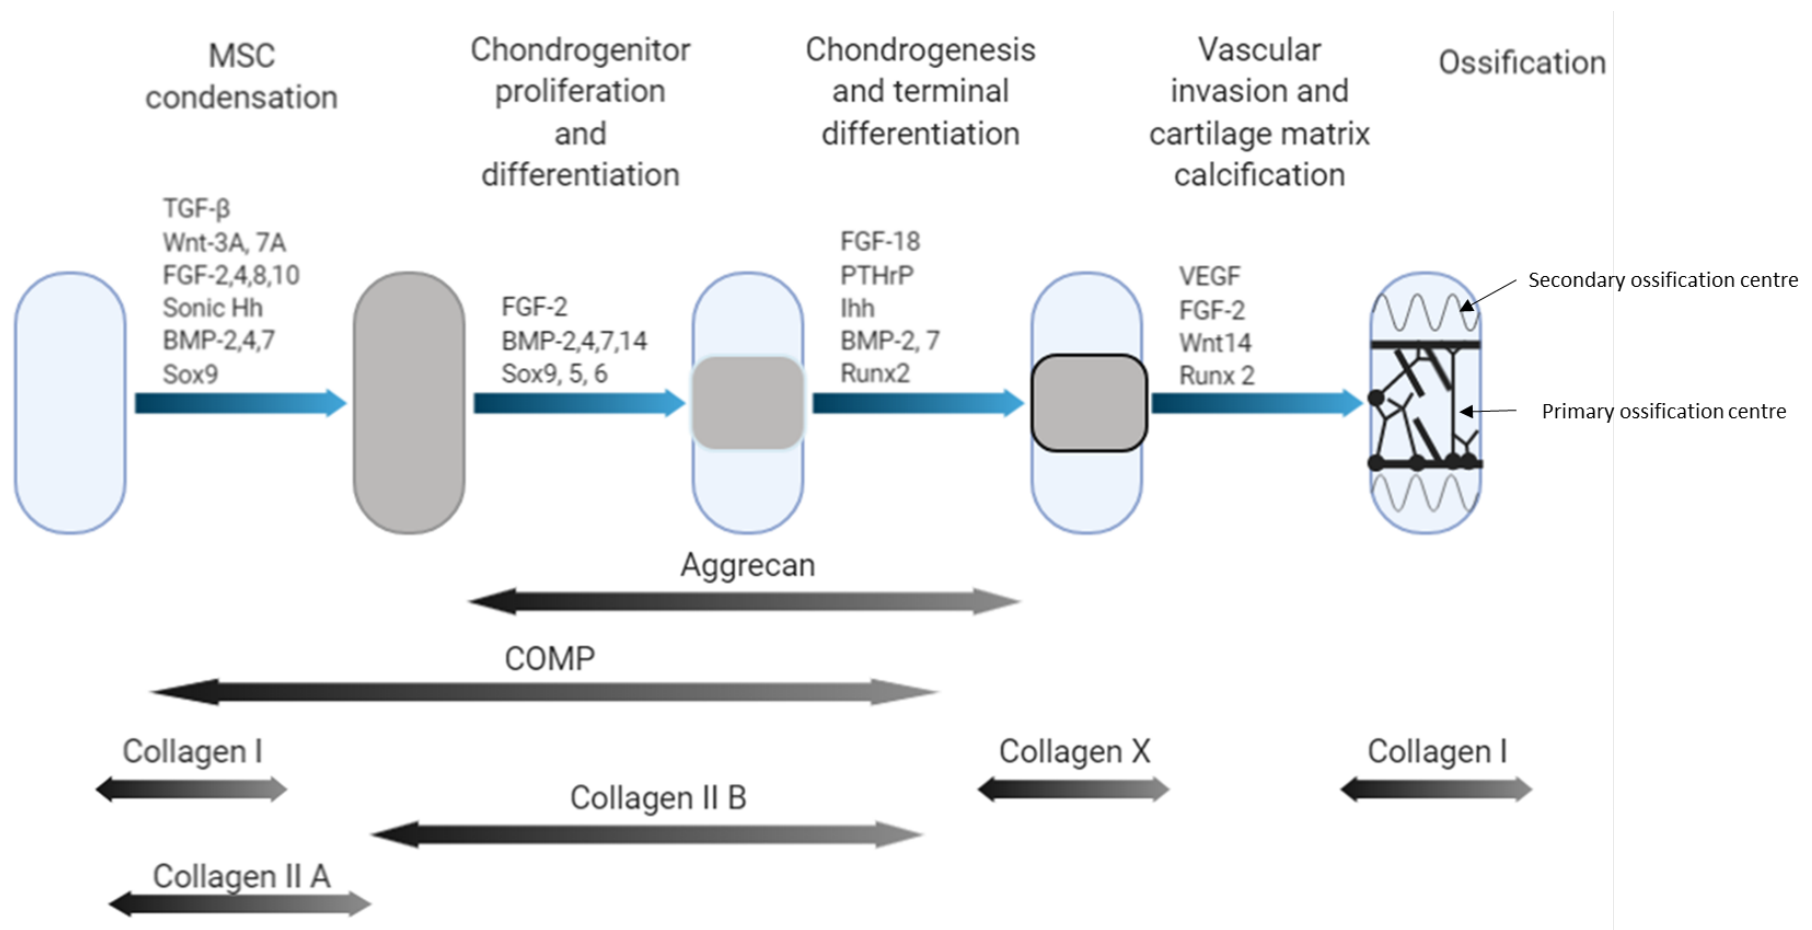 MSC
condensation
Chondrogenitor
proliferation
and
differentiation
Chondrogenesis
and terminal
differentiation
Vascular
invasion and
cartilage matrix
calcification
Ossification
TGF-β
Wnt-3A, 7A
FGF-2,4,8,10
Sonic Hh
BMP-2,4,7
Sox9
FGF-2
BMP-2,4,7,14
Sox9, 5, 6
FGF-18
PTHrP
Ihh
BMP-2, 7
Runx2
VEGF
FGF-2
Wnt14
Runx 2
Secondary ossification centre
Primary ossification centre
Aggrecan
COMP
Collagen I
Collagen X
Collagen I
Collagen II B
Collagen II A